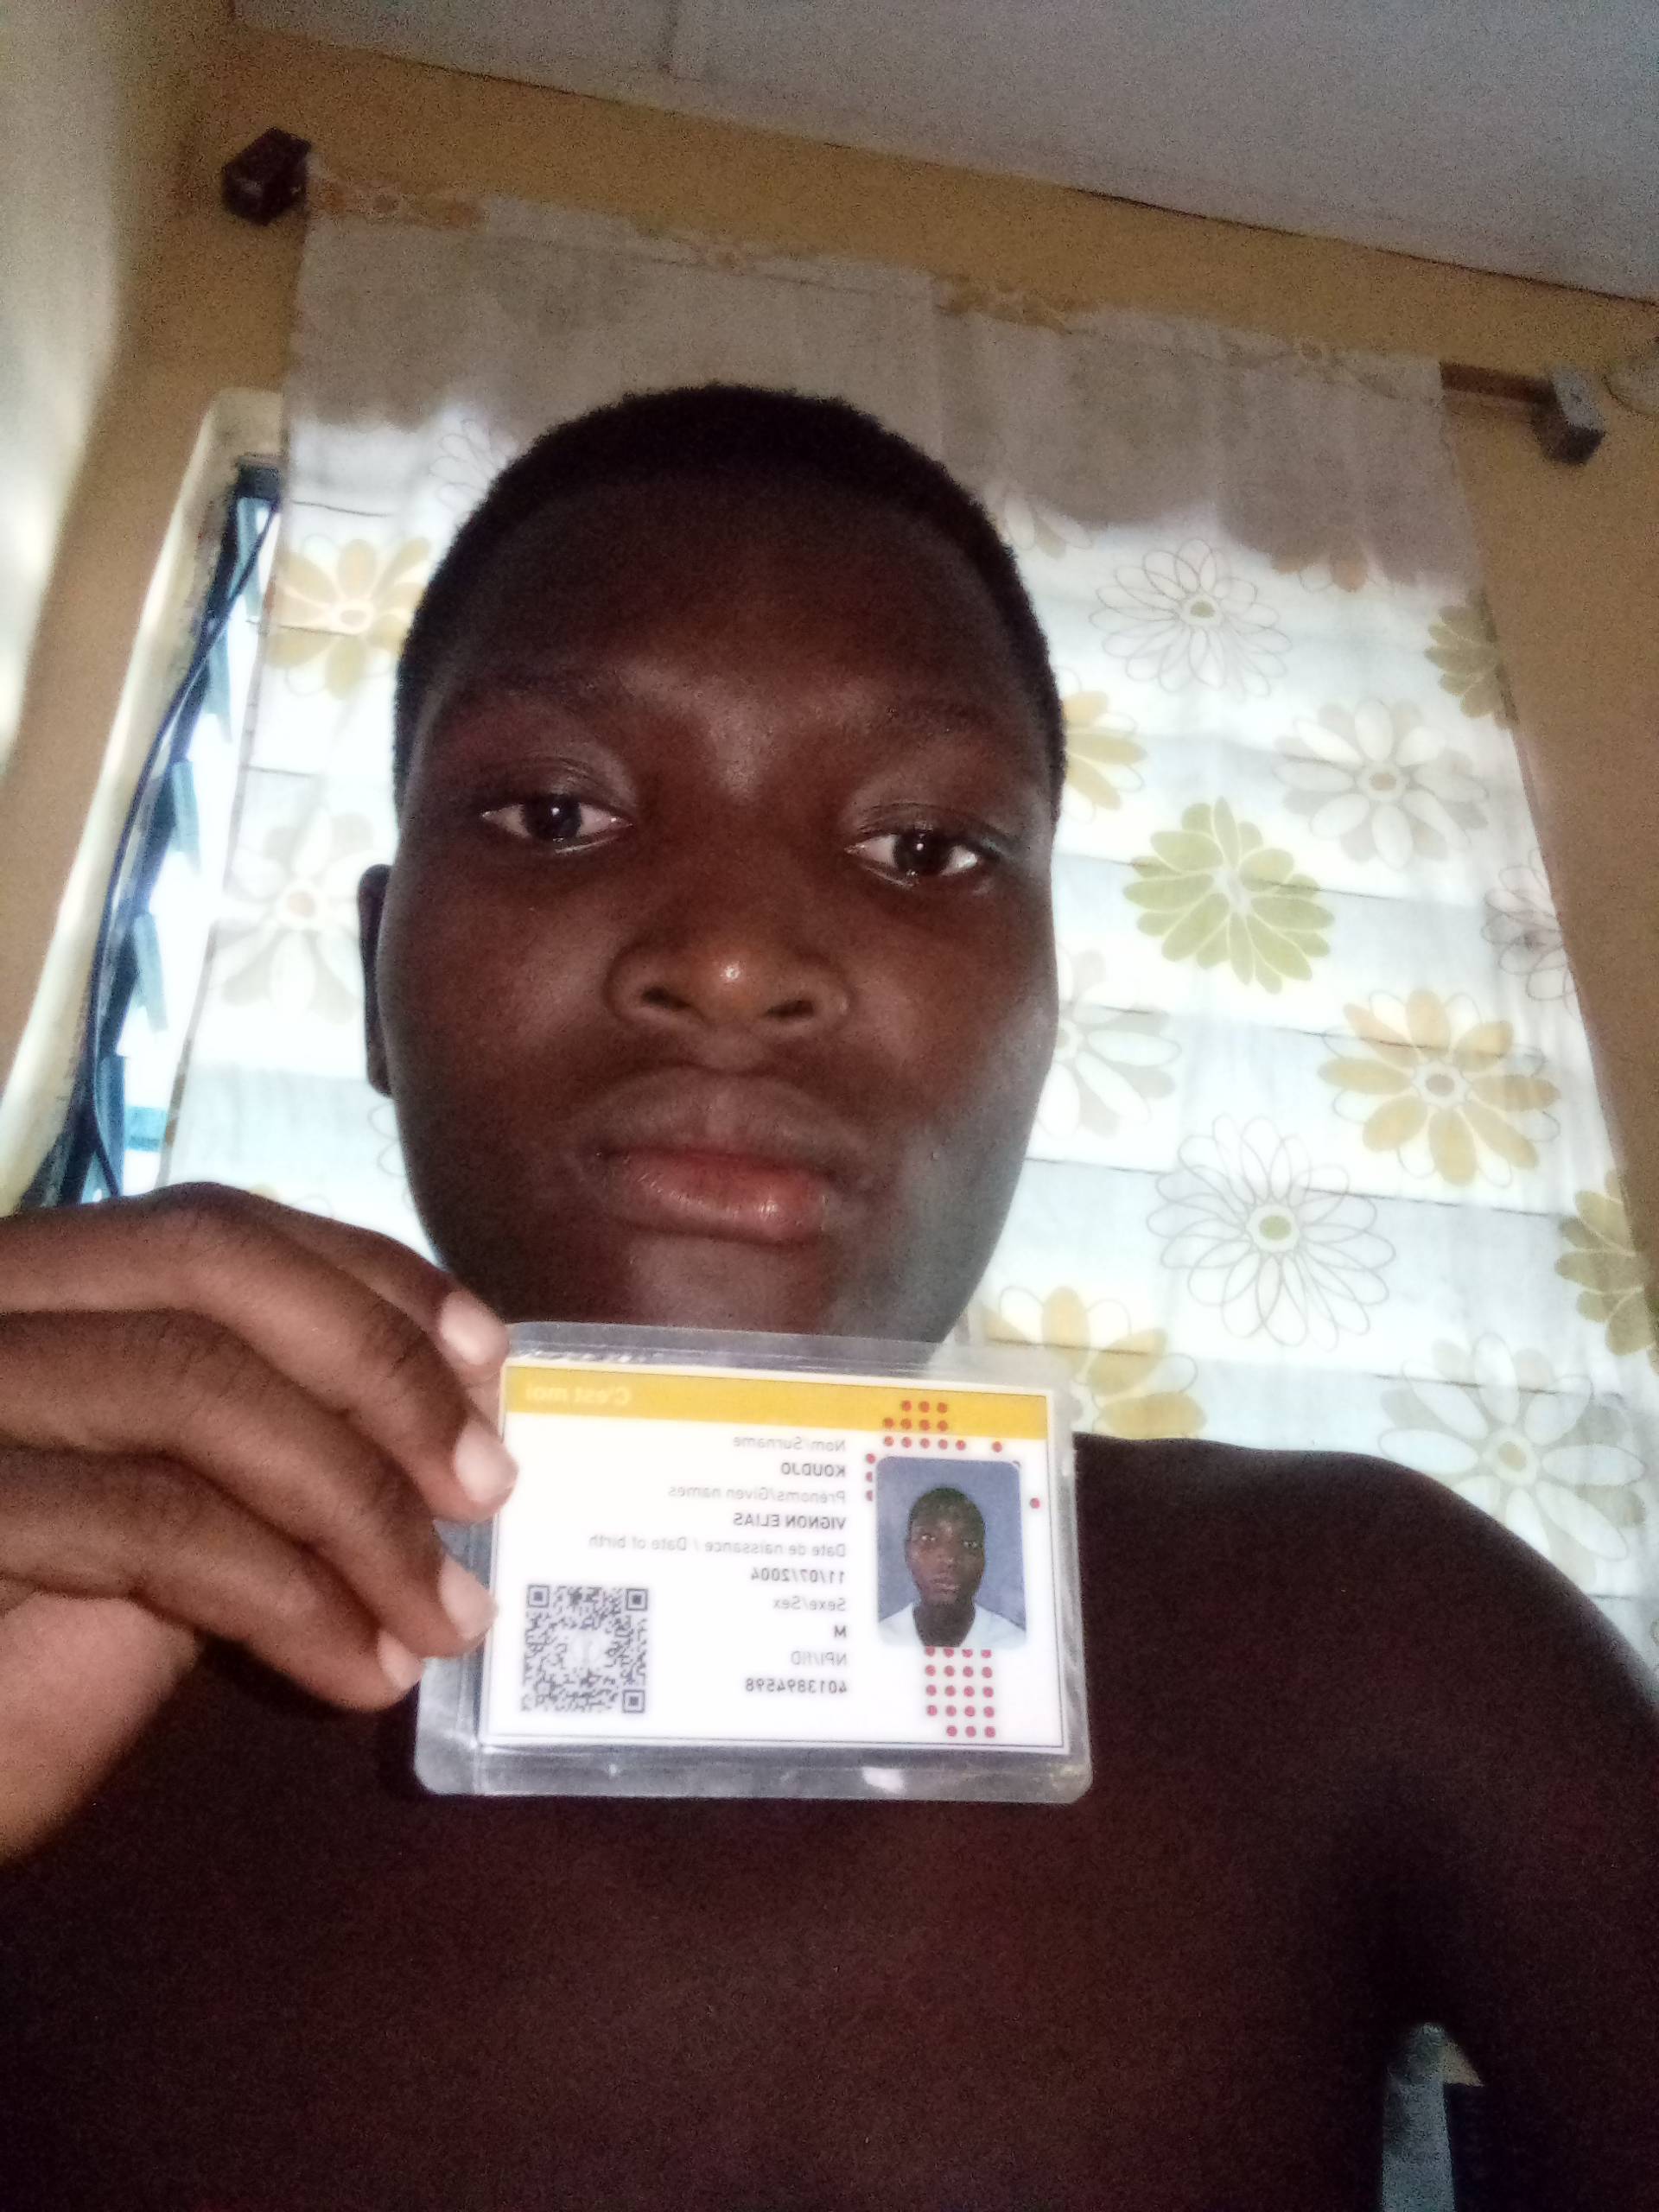 C'est moi
Nom/Surname
KOUDJO
Prénoms/Given names
VIGNON ELIAS
Date de naissance / Date of birth
11/07/2004
Sexe/Sex
M
NPI/IID
4013894598